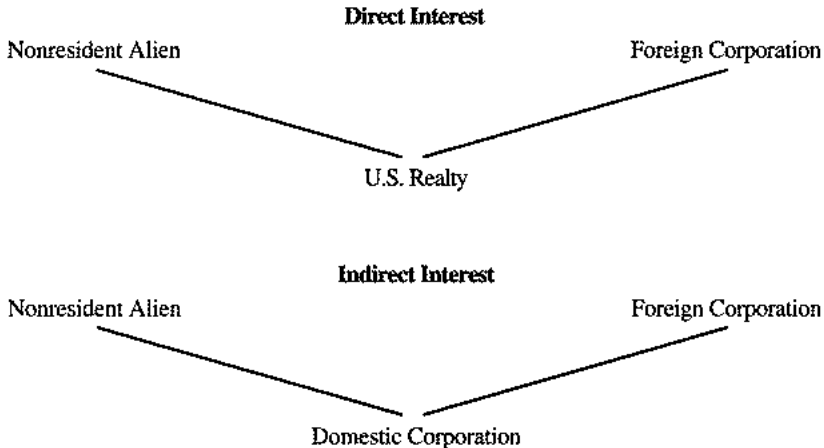 Direct Interest
Nonresident Alien Foreign Corporation
U.S. Realty
Indirect Interest
Nonresident Alien Foreign Corporation
Domestic Corporation